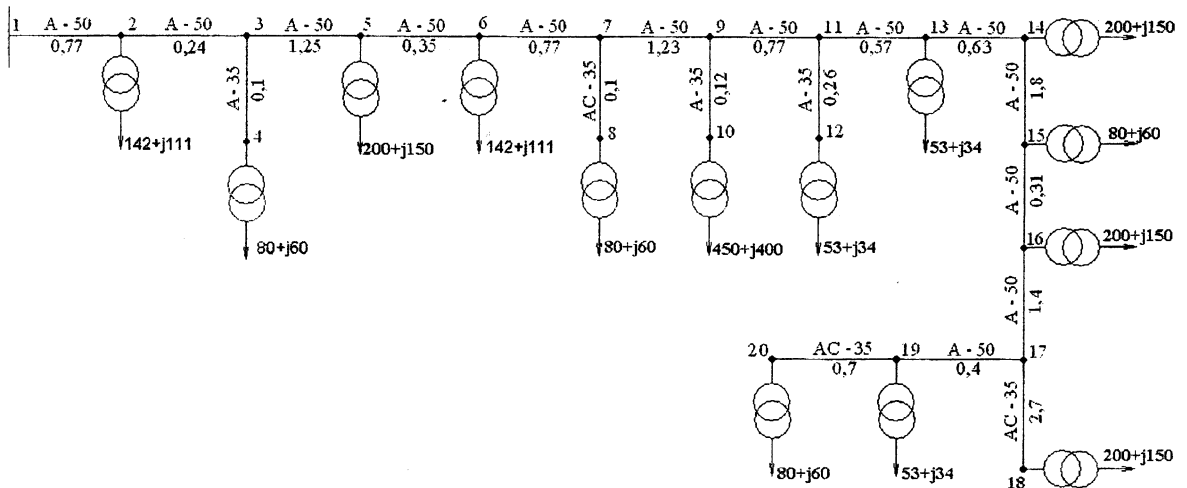 1 A - 50 2 A - 50 3 A - 50 5 A - 50 6 A - 50 7 A - 50 9 A - 50 11 A - 50 13 A - 50 14 200+j150
0,77 0,24 1,25 0,35 0,77 1,23 0,77 0,57 0,63
A - 35 0,1
AC - 35 0,1
A - 35 0,12
A - 35 0,26
A - 50 1,8
4 8 10 12 15 80+j60
142+j111 200+j150 142+j111 53+j34
A - 50 0,31
80+j60 80+j60 450+j400 53+j34 16 200+j150
A - 50 1,4
20 AC - 35 19 A - 50 17
0,7 0,4
AC - 35 2,7
80+j60 53+j34 18 200+j150